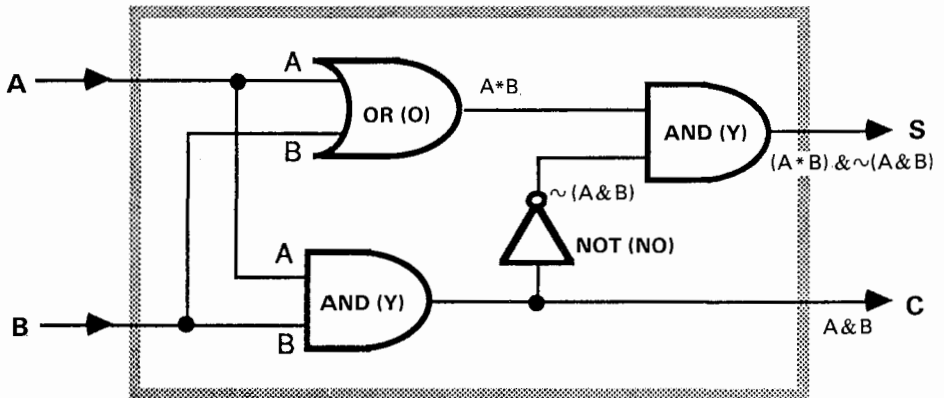 A
A
B
OR (O)
A*B
AND (Y)
S
(A*B) & ~(A&B)
~(A&B)
NOT (NO)
A
B
AND (Y)
B
C
A&B